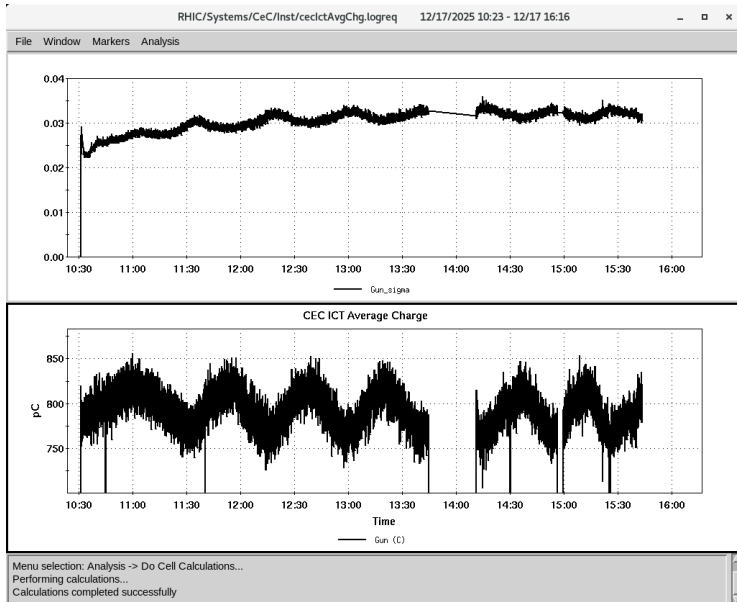 RHIC/Systems/CeC/Inst/cecIctAvgChg.logreq 12/17/2025 10:23 - 12/17 16:16
File Window Markers Analysis
0.04
0.03
0.02
0.01
0.00
10:30 11:00 11:30 12:00 12:30 13:00 13:30 14:00 14:30 15:00 15:30 16:00
Gun_sigma
CEC ICT Average Charge
850
800
750
pC
10:30 11:00 11:30 12:00 12:30 13:00 13:30 14:00 14:30 15:00 15:30 16:00
Time
Gun (C)
Menu selection: Analysis -> Do Cell Calculations...
Performing calculations...
Calculations completed successfully